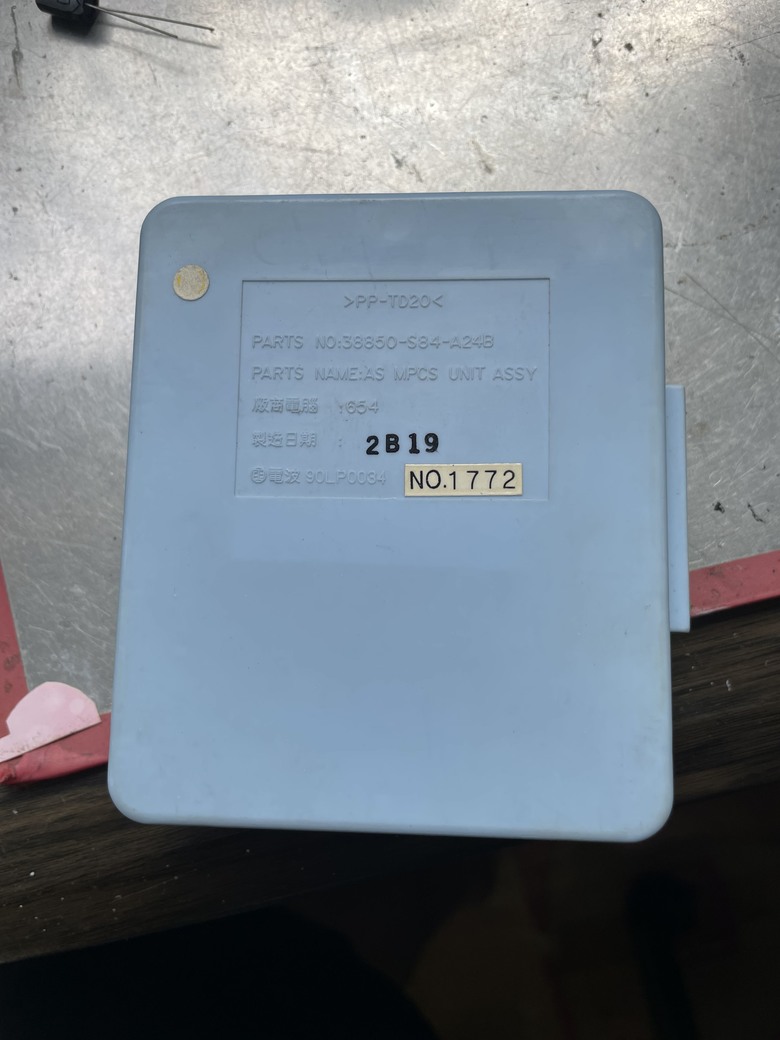 >PP-TD20<
PARTS NO:38850-S84-A24B
PARTS NAME:AS MPCS UNIT ASSY
廠商電腦 Y654
製造日期 : 2B19
電波 90LP0034 NO.1772